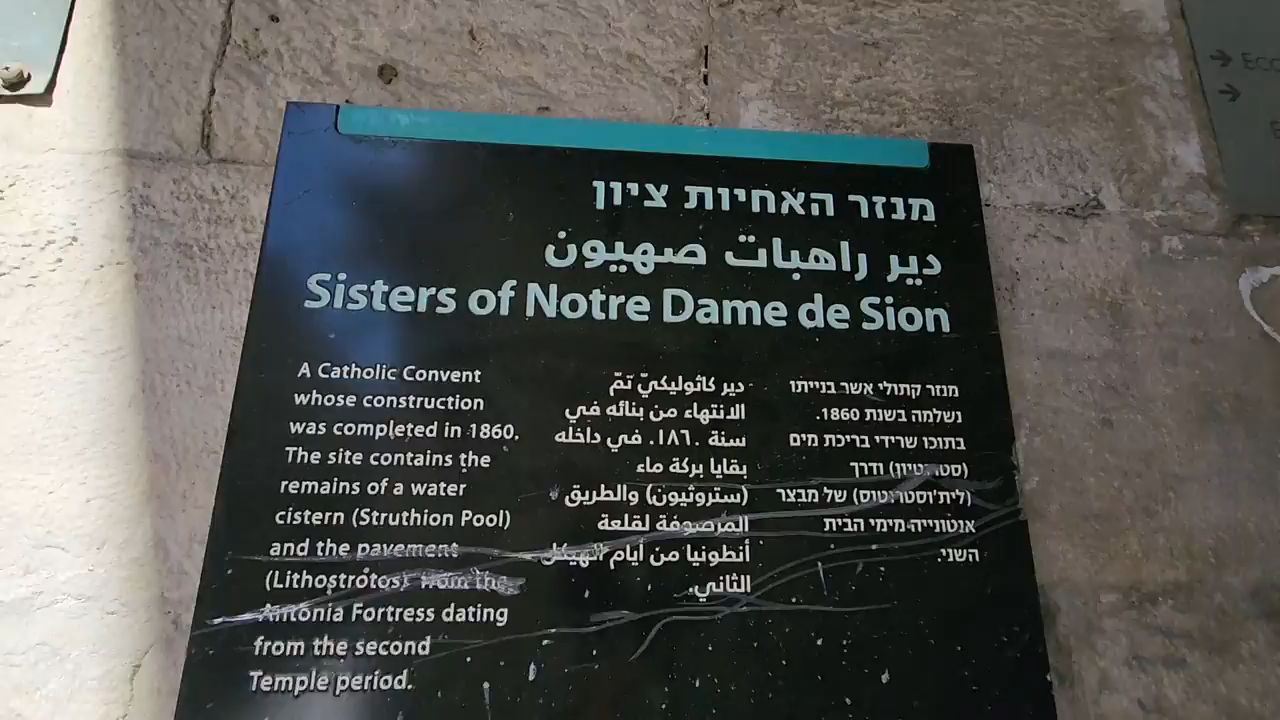 מנזר האחיות ציון
دير راهبات صهيون
Sisters of Notre Dame de Sion
A Catholic Convent
whose construction
was completed in 1860.
The site contains the
remains of a water
cistern (Struthion Pool)
and the pavement
(Lithostrotos) from the
Antonia Fortress dating
from the second
Temple period.
دير كاثوليكيّ تمّ
الانتهاء من بنائه في
سنة ١٨٦٠. في داخله
بقايا بركة ماء
(ستروثيون) والطريق
المرصوفة لقلعة
أنطونيا من أيام الهيكل
الثاني.
מנזר קתולי אשר בנייתו
נשלמה בשנת 1860.
בתוכו שרידי בריכת מים
ודרך
(לית'וסטרוטוס) של מבצר
אנטונייה מימי הבית
השני.